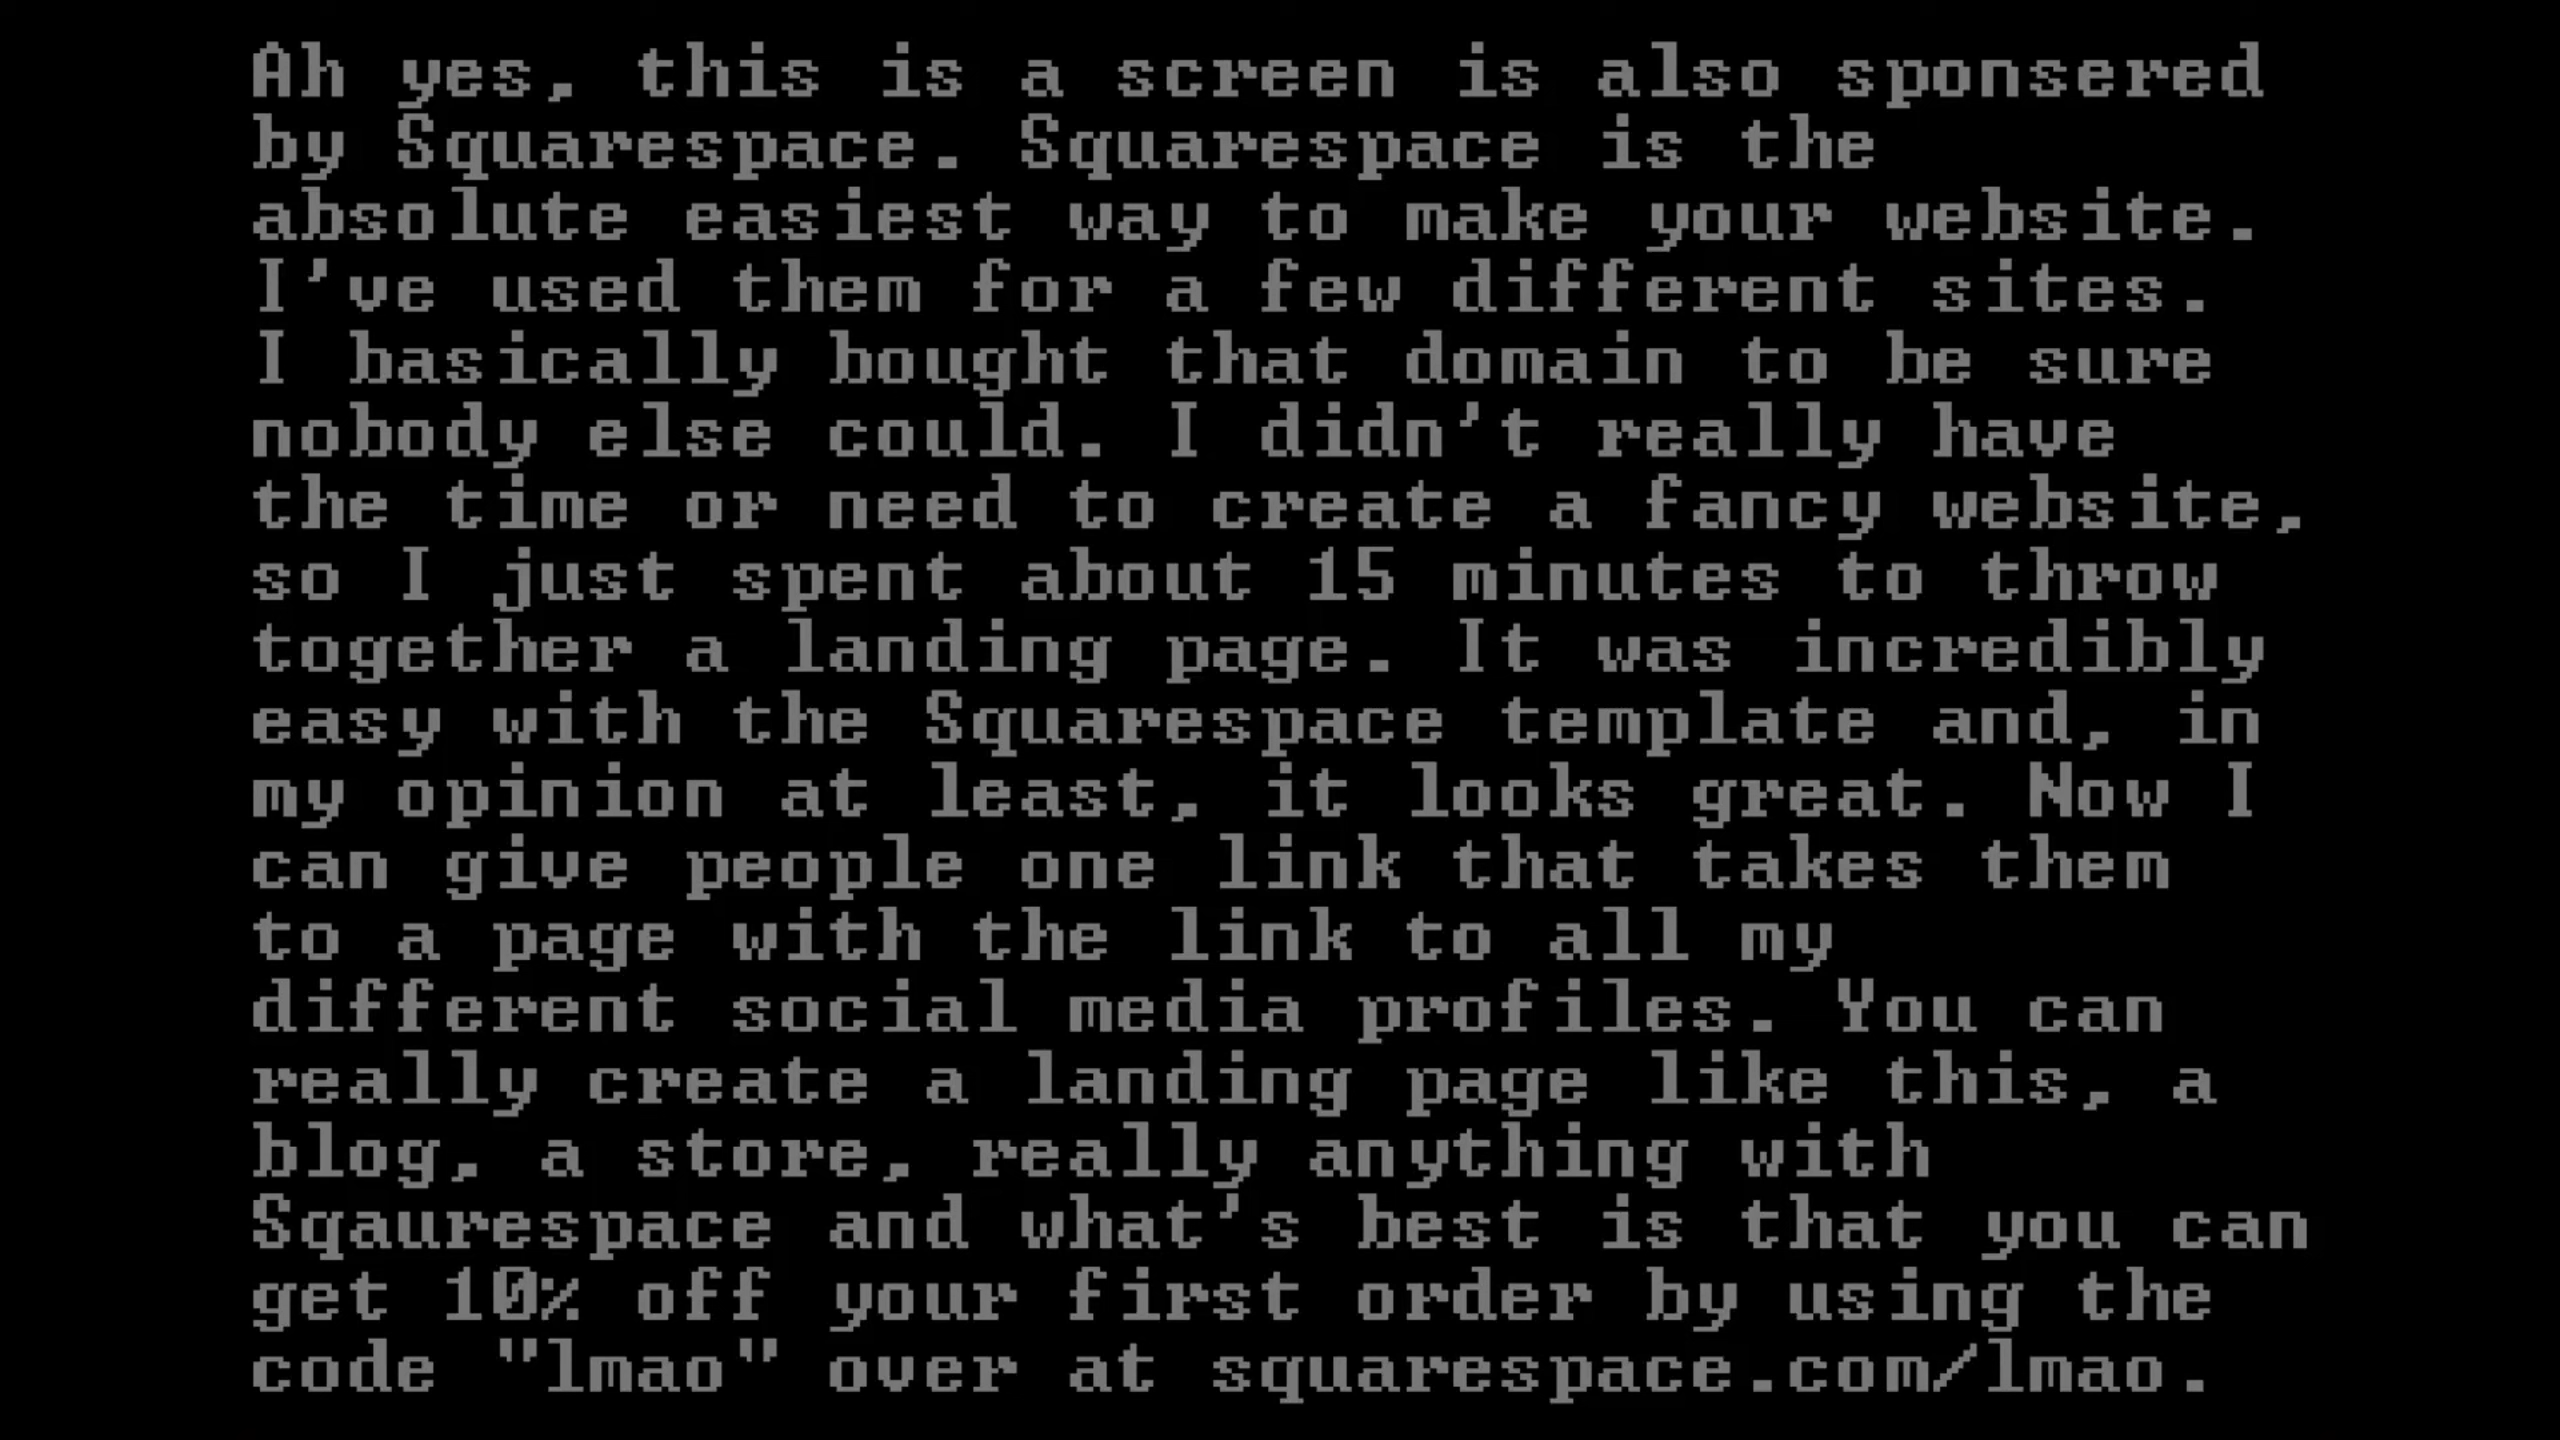 Ah yes, this is a screen is also sponsered
by Squarespace. Squarespace is the
absolute easiest way to make your website.
I've used them for a few different sites.
I basically bought that domain to be sure
nobody else could. I didn't really have
the time or need to create a fancy website,
so I just spent about 15 minutes to throw
together a landing page. It was incredibly
easy with the Squarespace template and, in
my opinion at least, it looks great. Now I
can give people one link that takes them
to a page with the link to all my
different social media profiles. You can
really create a landing page like this, a
blog, a store, really anything with
Sqaurespace and what's best is that you can
get 10% off your first order by using the
code "lmao" over at squarespace.com/lmao.